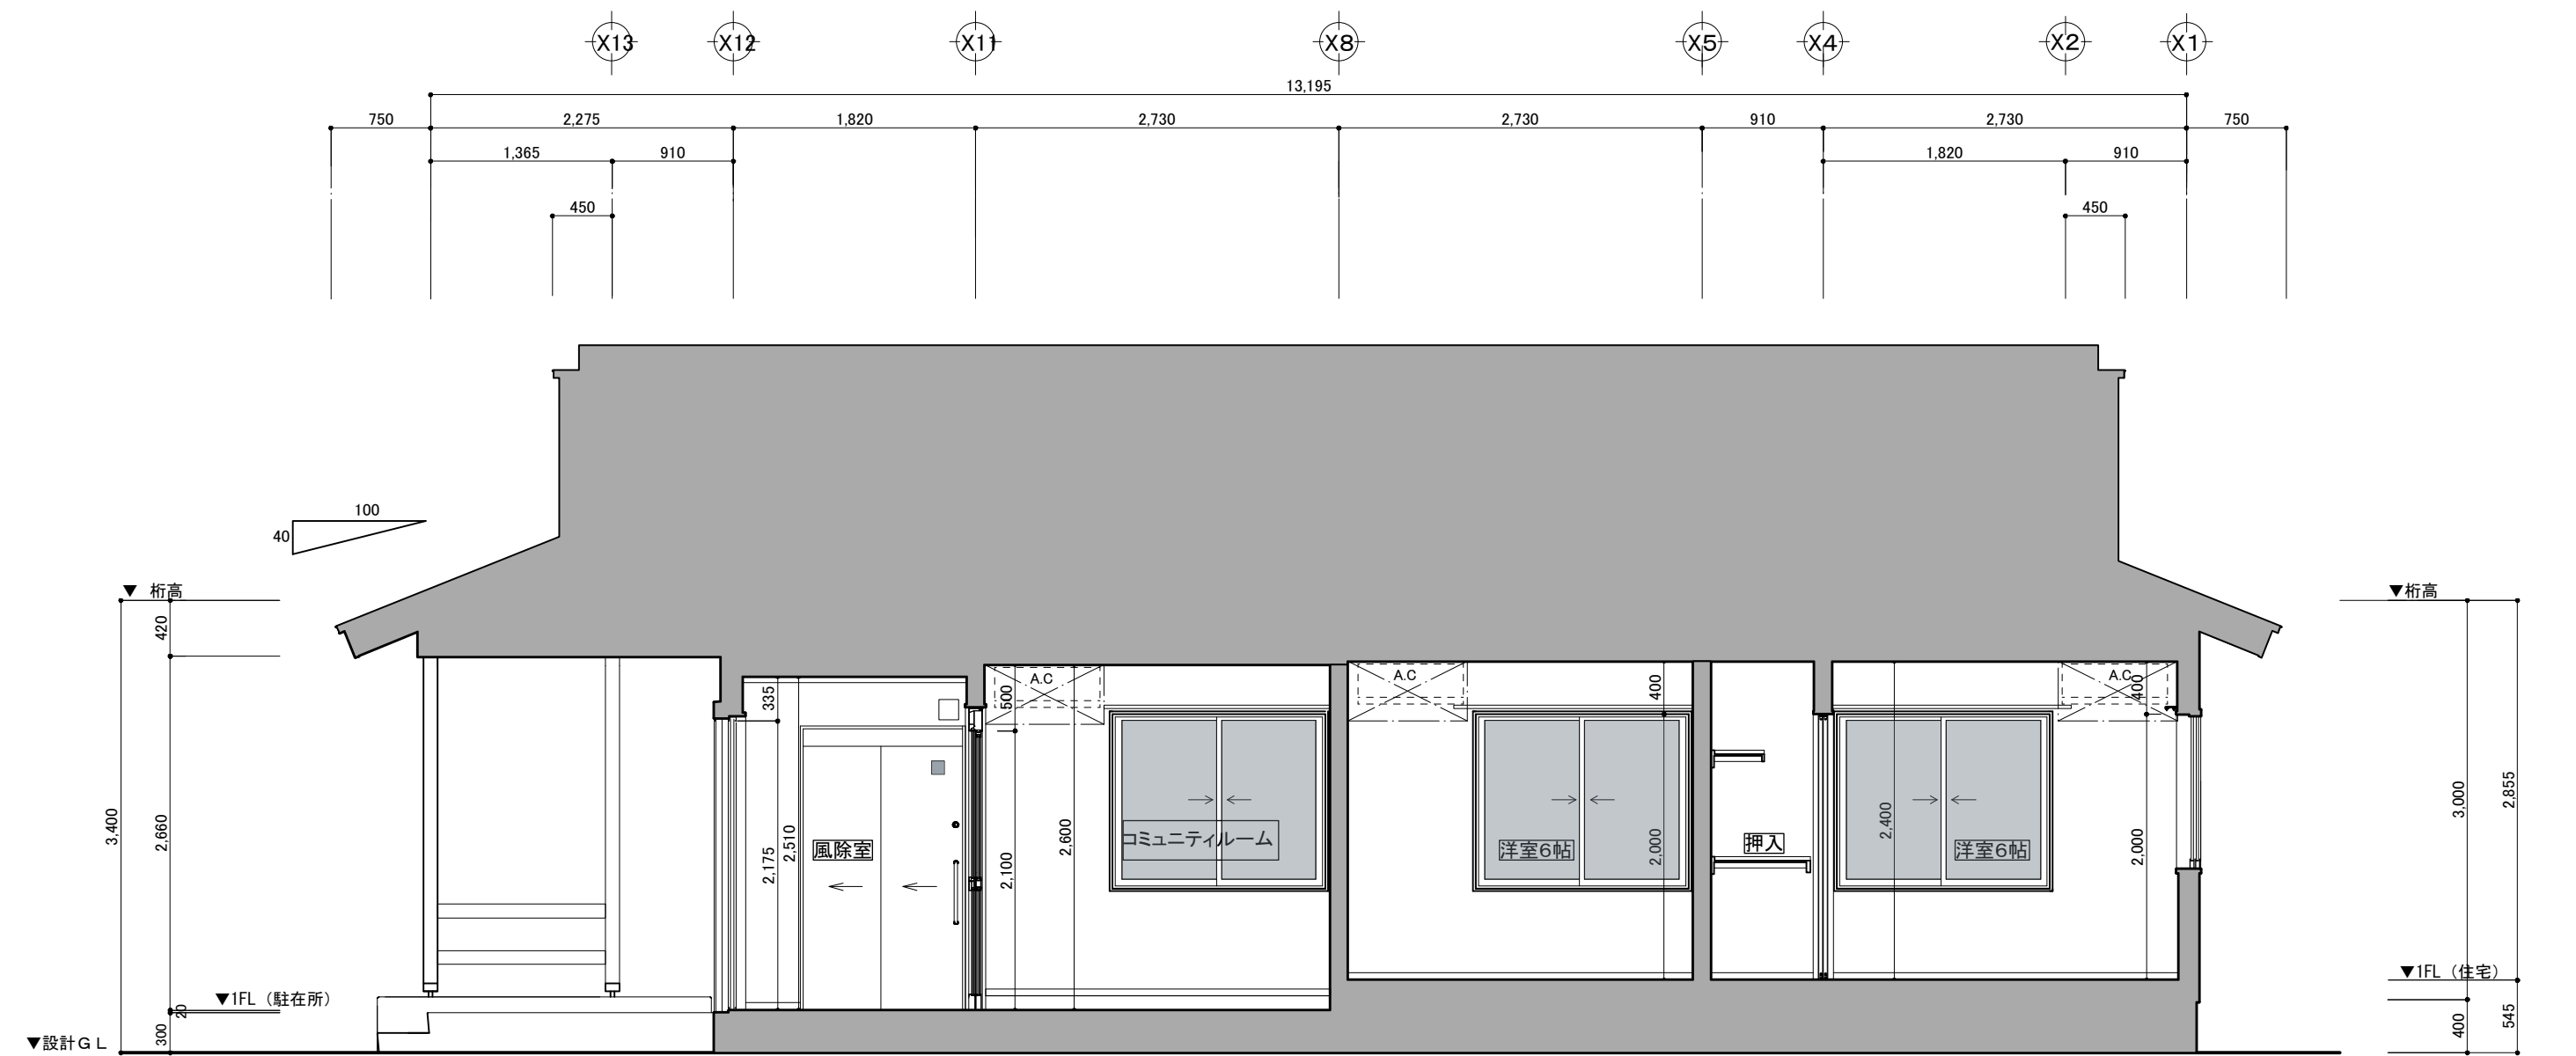 X13 X12 X11 X8 X5 X4 X2 X1
13,195
750 2,275 1,820 2,730 2,730 910 2,730 750
1,365 910 1,820 910
450 450
100
40
▼ 桁高 ▼桁高
420
A.C A.C A.C
335 500 400 400
3,400 2,660 2,175 2,510 2,100 2,600 2,000 2,400 2,000 3,000 2,855
風除室 コミュニティルーム 洋室6帖 押入 洋室6帖
▼1FL（駐在所） ▼1FL（住宅）
20
300 400 545
▼設計ＧＬ